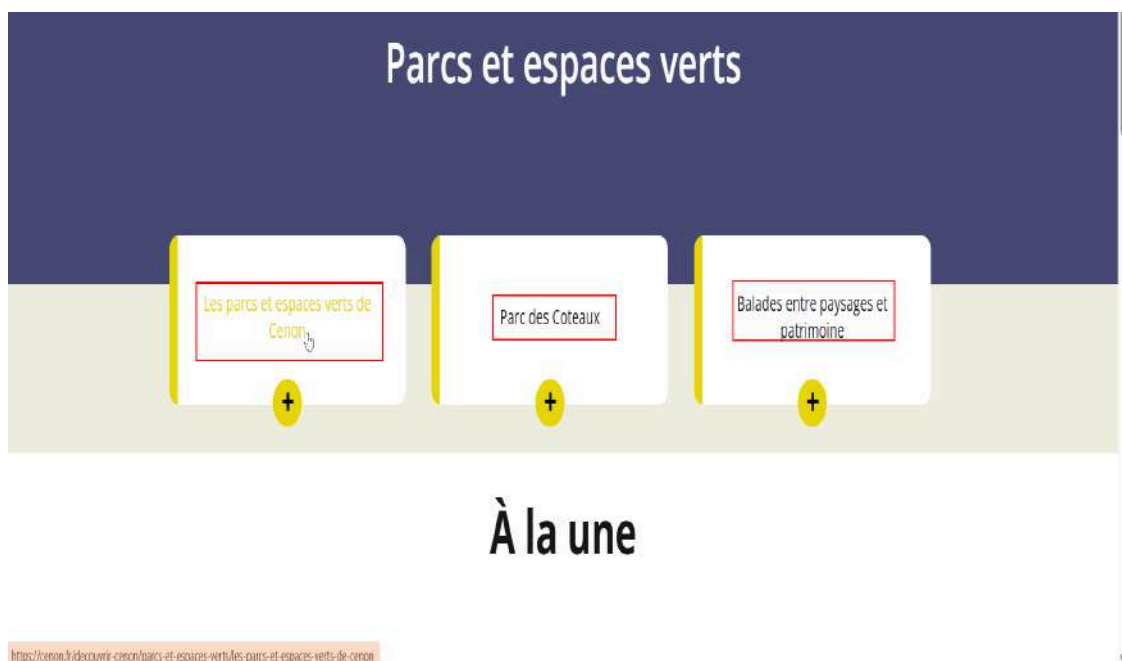 Parcs et espaces verts
Les parcs et espaces verts de
Cenon
Parc des Coteaux
Balades entre paysages et
patrimoine
+
+
+
À la une
https://cenon.fr/decouvrir-cenon/parcs-et-espaces-verts/les-parcs-et-espaces-verts-de-cenon